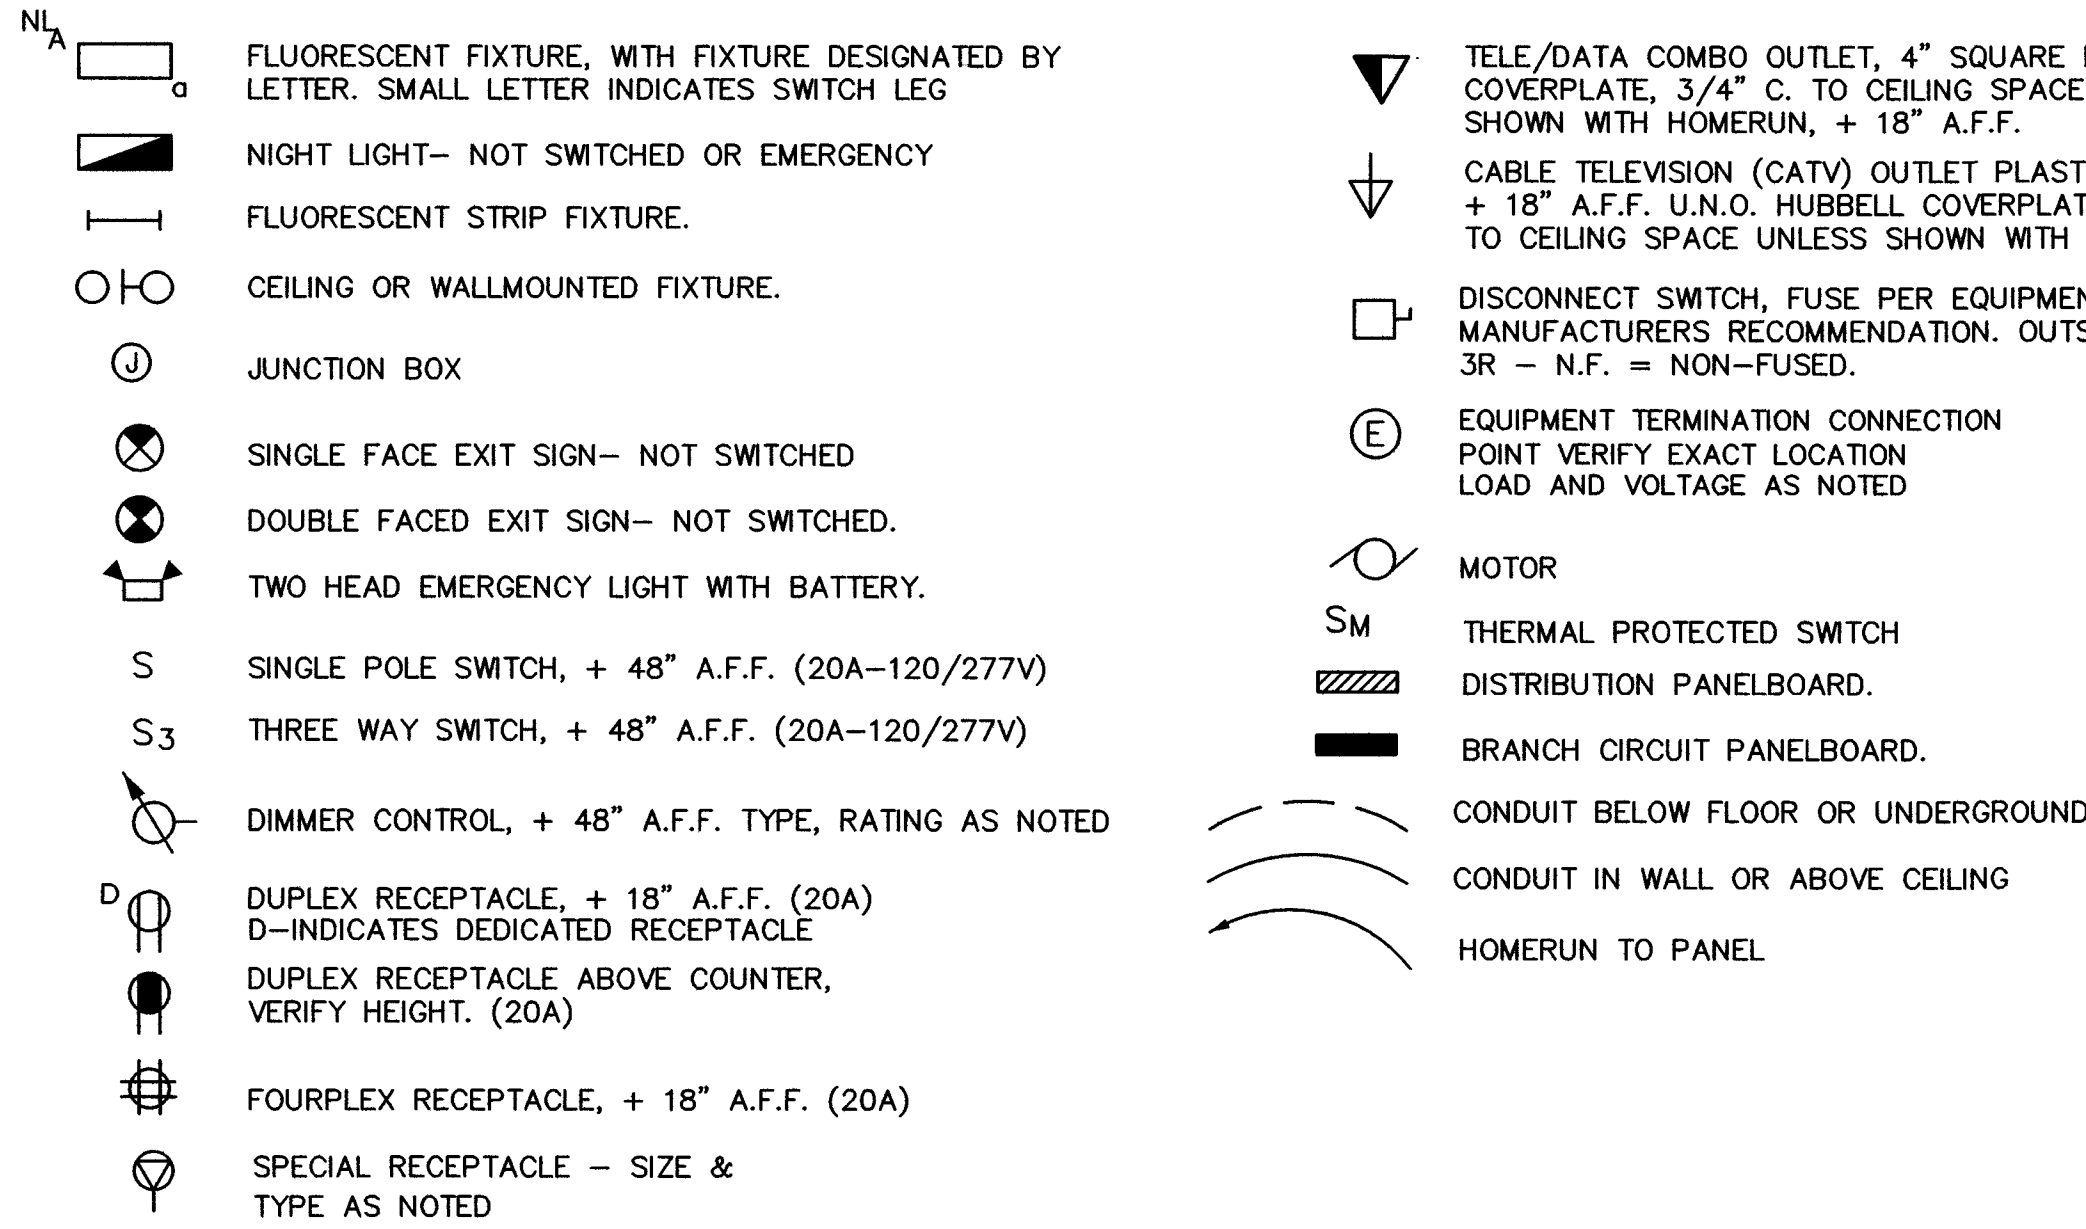 NLA
a
FLUORESCENT FIXTURE, WITH FIXTURE DESIGNATED BY
LETTER. SMALL LETTER INDICATES SWITCH LEG
NIGHT LIGHT– NOT SWITCHED OR EMERGENCY
FLUORESCENT STRIP FIXTURE.
CEILING OR WALLMOUNTED FIXTURE.
J JUNCTION BOX
SINGLE FACE EXIT SIGN– NOT SWITCHED
DOUBLE FACED EXIT SIGN– NOT SWITCHED.
TWO HEAD EMERGENCY LIGHT WITH BATTERY.
S SINGLE POLE SWITCH, + 48" A.F.F. (20A–120/277V)
S3 THREE WAY SWITCH, + 48" A.F.F. (20A–120/277V)
DIMMER CONTROL, + 48" A.F.F. TYPE, RATING AS NOTED
D DUPLEX RECEPTACLE, + 18" A.F.F. (20A)
D–INDICATES DEDICATED RECEPTACLE
DUPLEX RECEPTACLE ABOVE COUNTER,
VERIFY HEIGHT. (20A)
FOURPLEX RECEPTACLE, + 18" A.F.F. (20A)
SPECIAL RECEPTACLE – SIZE &
TYPE AS NOTED
TELE/DATA COMBO OUTLET, 4" SQUARE
COVERPLATE, 3/4" C. TO CEILING SPACE
SHOWN WITH HOMERUN, + 18" A.F.F.
CABLE TELEVISION (CATV) OUTLET PLAST
+ 18" A.F.F. U.N.O. HUBBELL COVERPLAT
TO CEILING SPACE UNLESS SHOWN WITH
DISCONNECT SWITCH, FUSE PER EQUIPMEN
MANUFACTURERS RECOMMENDATION. OUTS
3R – N.F. = NON–FUSED.
E EQUIPMENT TERMINATION CONNECTION
POINT VERIFY EXACT LOCATION
LOAD AND VOLTAGE AS NOTED
MOTOR
SM THERMAL PROTECTED SWITCH
DISTRIBUTION PANELBOARD.
BRANCH CIRCUIT PANELBOARD.
CONDUIT BELOW FLOOR OR UNDERGROUND
CONDUIT IN WALL OR ABOVE CEILING
HOMERUN TO PANEL